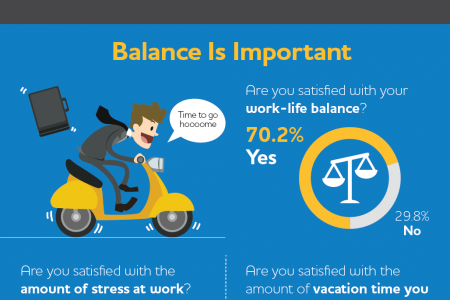 Balance Is Important
Time to go
hoooome
Are you satisfied with your
work-life balance?
70.2%
Yes
29.8%
No
Are you satisfied with the
amount of stress at work?
Are you satisfied with the
amount of vacation time you